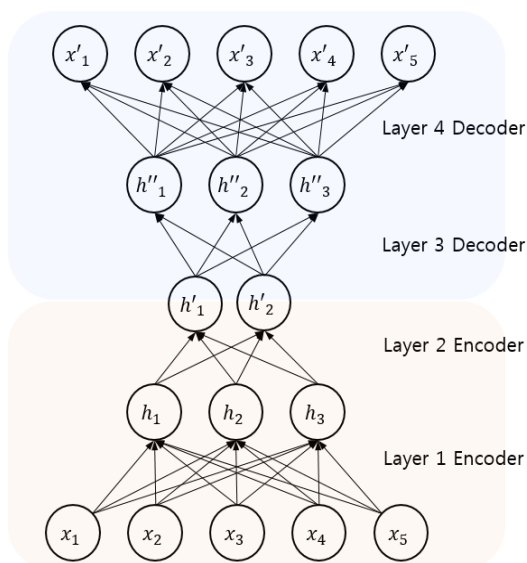 x′₁ x′₂ x′₃ x′₄ x′₅
Layer 4 Decoder
h″₁ h″₂ h″₃
Layer 3 Decoder
h′₁ h′₂
Layer 2 Encoder
h₁ h₂ h₃
Layer 1 Encoder
x₁ x₂ x₃ x₄ x₅